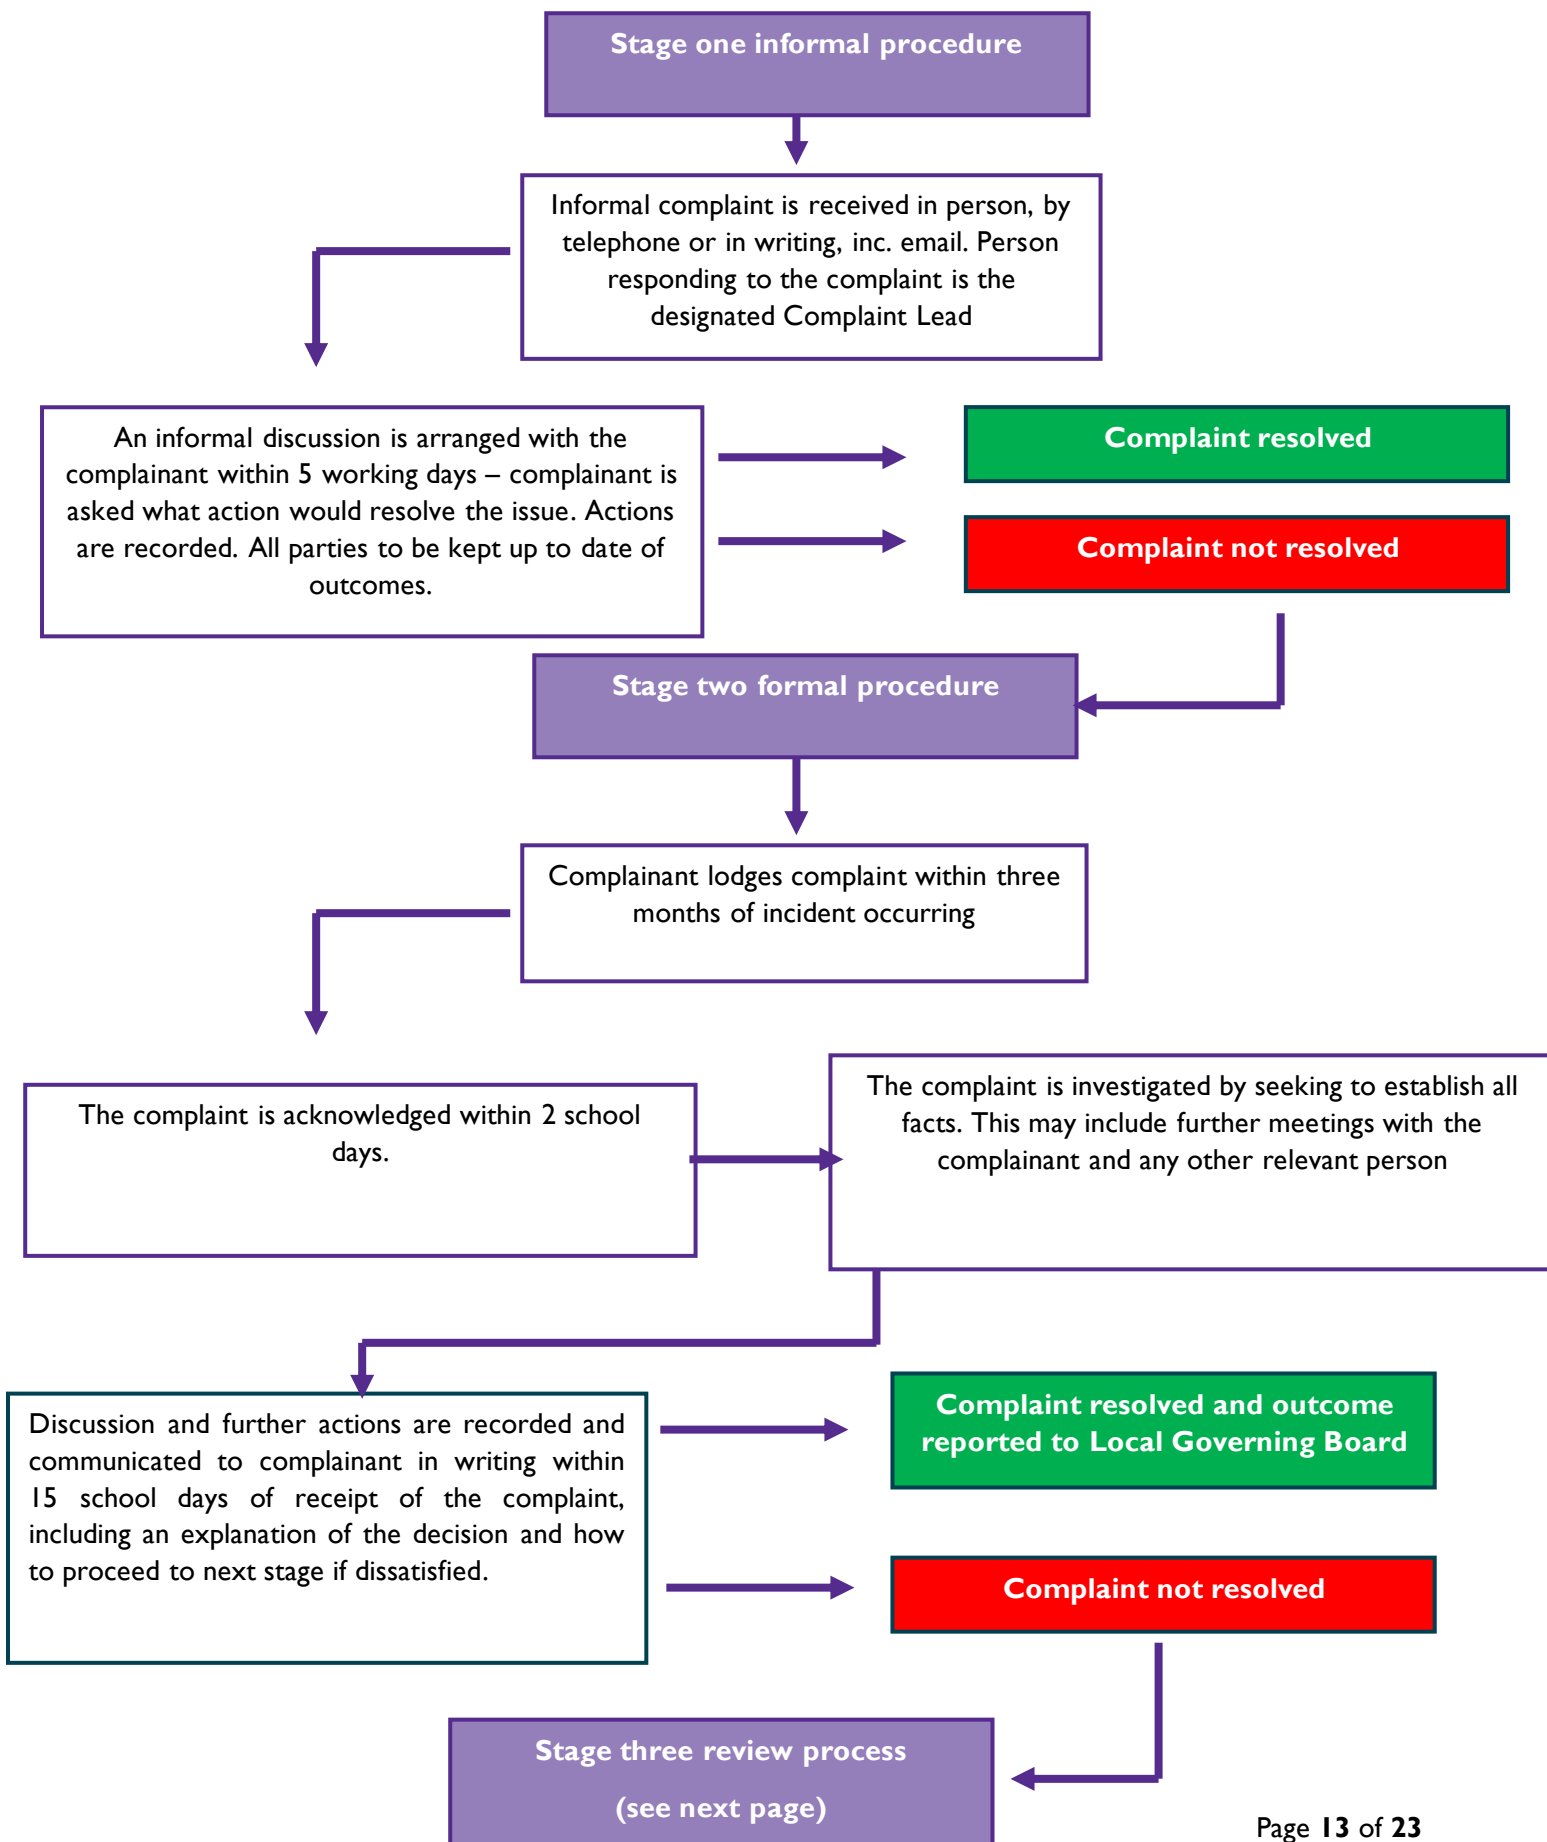 Stage one informal procedure
Informal complaint is received in person, by
telephone or in writing, inc. email. Person
responding to the complaint is the
designated Complaint Lead
An informal discussion is arranged with the
complainant within 5 working days – complainant is
asked what action would resolve the issue. Actions
are recorded. All parties to be kept up to date of
outcomes.
Complaint resolved
Complaint not resolved
Stage two formal procedure
Complainant lodges complaint within three
months of incident occurring
The complaint is acknowledged within 2 school
days.
The complaint is investigated by seeking to establish all
facts. This may include further meetings with the
complainant and any other relevant person
Discussion and further actions are recorded and
communicated to complainant in writing within
15 school days of receipt of the complaint,
including an explanation of the decision and how
to proceed to next stage if dissatisfied.
Complaint resolved and outcome
reported to Local Governing Board
Complaint not resolved
Stage three review process
(see next page)
Page 13 of 23